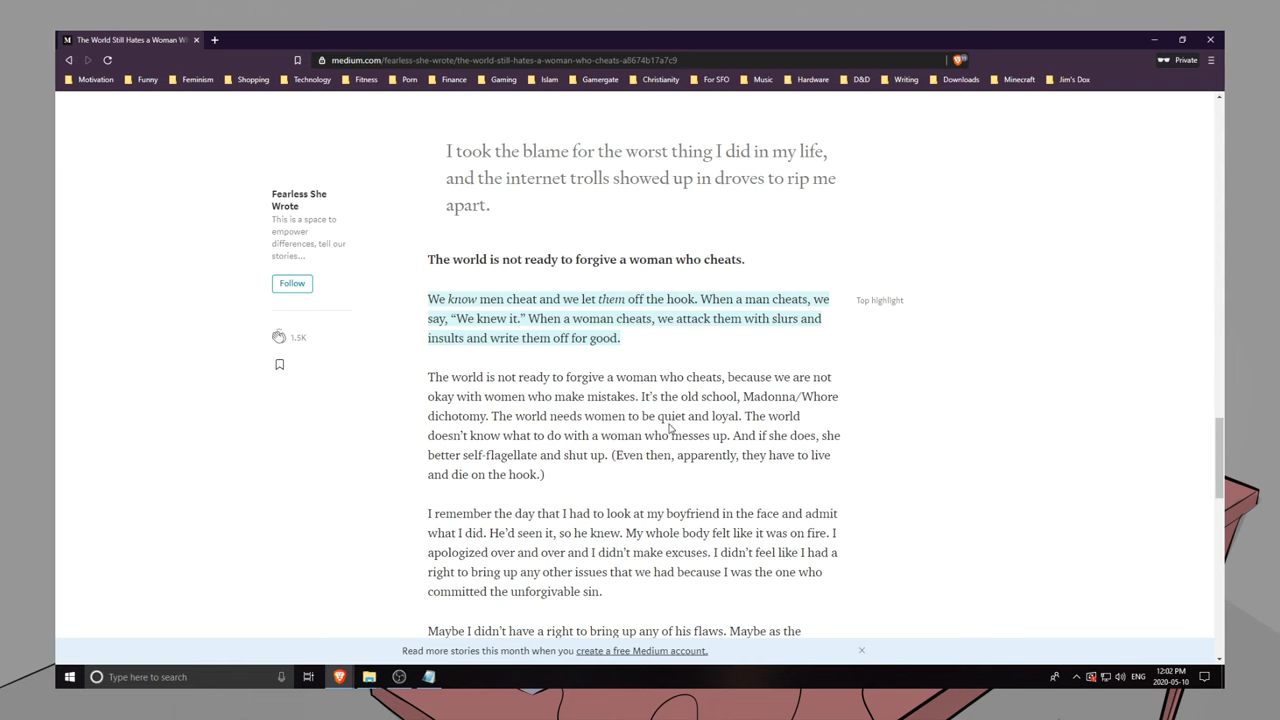 The World Still Hates a Woman W
medium.com/fearless-she-wrote/the-world-still-hates-a-woman-who-cheats-a8674b17a7c9
Private
Motivation Funny Feminism Shopping Technology Fitness Porn Finance Gaming Islam Gamergate Christianity For SFO Music Hardware D&D Writing Downloads Minecraft Jim's Dox
I took the blame for the worst thing I did in my life,
and the internet trolls showed up in droves to rip me
apart.
Fearless She
Wrote
This is a space to
empower
differences, tell our
stories...
Follow
1.5K
The world is not ready to forgive a woman who cheats.
We know men cheat and we let them off the hook. When a man cheats, we
say, “We knew it.” When a woman cheats, we attack them with slurs and
insults and write them off for good.
Top highlight
The world is not ready to forgive a woman who cheats, because we are not
okay with women who make mistakes. It’s the old school, Madonna/Whore
dichotomy. The world needs women to be quiet and loyal. The world
doesn’t know what to do with a woman who messes up. And if she does, she
better self-flagellate and shut up. (Even then, apparently, they have to live
and die on the hook.)
I remember the day that I had to look at my boyfriend in the face and admit
what I did. He’d seen it, so he knew. My whole body felt like it was on fire. I
apologized over and over and I didn’t make excuses. I didn’t feel like I had a
right to bring up any other issues that we had because I was the one who
committed the unforgivable sin.
Maybe I didn’t have a right to bring up any of his flaws. Maybe as the
Read more stories this month when you create a free Medium account.
Type here to search
ENG
12:02 PM
2020-05-10